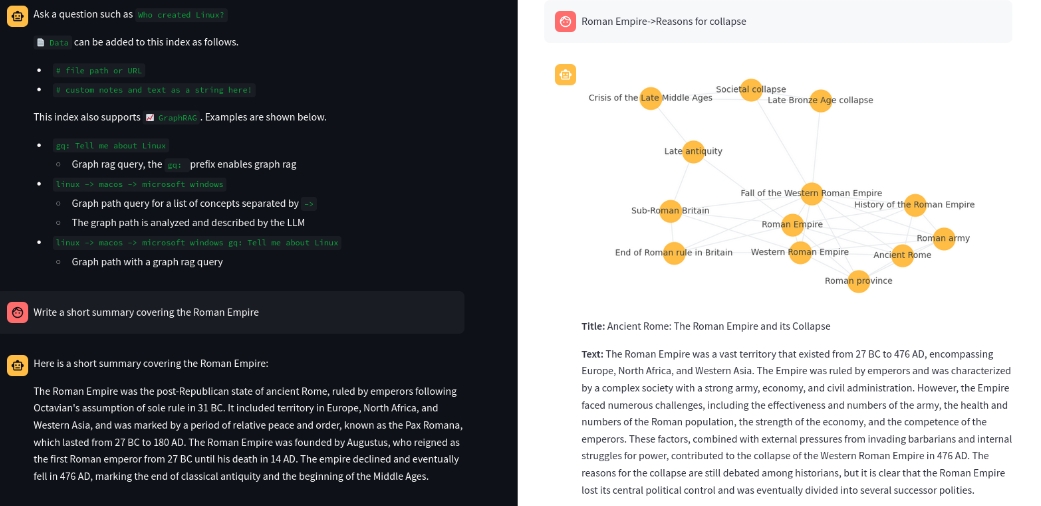 Ask a question such as Who created Linux?
📄 Data can be added to this index as follows.
• # file path or URL
• # custom notes and text as a string here!
This index also supports 📈 GraphRAG. Examples are shown below.
• gq: Tell me about Linux
◦ Graph rag query, the gq: prefix enables graph rag
• linux -> macos -> microsoft windows
◦ Graph path query for a list of concepts separated by ->
◦ The graph path is analyzed and described by the LLM
• linux -> macos -> microsoft windows gq: Tell me about Linux
◦ Graph path with a graph rag query
Write a short summary covering the Roman Empire
Here is a short summary covering the Roman Empire:
The Roman Empire was the post-Republican state of ancient Rome, ruled by emperors following
Octavian's assumption of sole rule in 31 BC. It included territory in Europe, North Africa, and
Western Asia, and was marked by a period of relative peace and order, known as the Pax Romana,
which lasted from 27 BC to 180 AD. The Roman Empire was founded by Augustus, who reigned as
the first Roman emperor from 27 BC until his death in 14 AD. The empire declined and eventually
fell in 476 AD, marking the end of classical antiquity and the beginning of the Middle Ages.
Roman Empire->Reasons for collapse
Societal collapse
Crisis of the Late Middle Ages
Late Bronze Age collapse
Late antiquity
Fall of the Western Roman Empire
History of the Roman Empire
Sub-Roman Britain
Roman Empire
Roman army
End of Roman rule in Britain
Western Roman Empire
Ancient Rome
Roman province
Title: Ancient Rome: The Roman Empire and its Collapse
Text: The Roman Empire was a vast territory that existed from 27 BC to 476 AD, encompassing
Europe, North Africa, and Western Asia. The Empire was ruled by emperors and was characterized
by a complex society with a strong army, economy, and civil administration. However, the Empire
faced numerous challenges, including the effectiveness and numbers of the army, the health and
numbers of the Roman population, the strength of the economy, and the competence of the
emperors. These factors, combined with external pressures from invading barbarians and internal
struggles for power, contributed to the collapse of the Western Roman Empire in 476 AD. The
reasons for the collapse are still debated among historians, but it is clear that the Roman Empire
lost its central political control and was eventually divided into several successor polities.